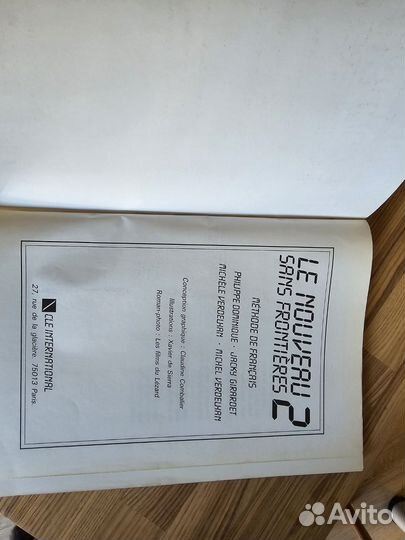 LE NOUVEAU
SANS FRONTIÈRES 2
MÉTHODE DE FRANÇAIS
PHILIPPE DOMINIQUE · JACKY GIRARDET
MICHÈLE VERDELHAN · MICHEL VERDELHAN
Conception graphique : Claudine Combalier
Illustrations : Xavier de Sierra
Roman-photo : Les films du Lézard
CLE INTERNATIONAL
27, rue de la glacière. 75013 Paris.
Avito